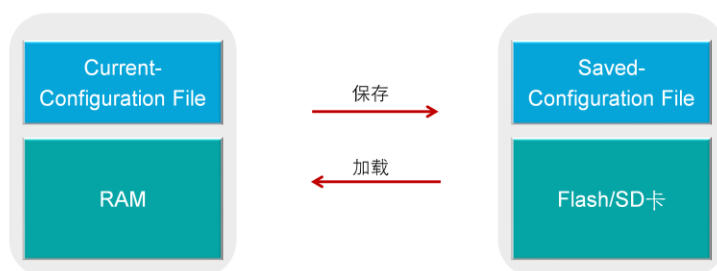 Current-
Configuration File
RAM
保存
加载
Saved-
Configuration File
Flash/SD卡